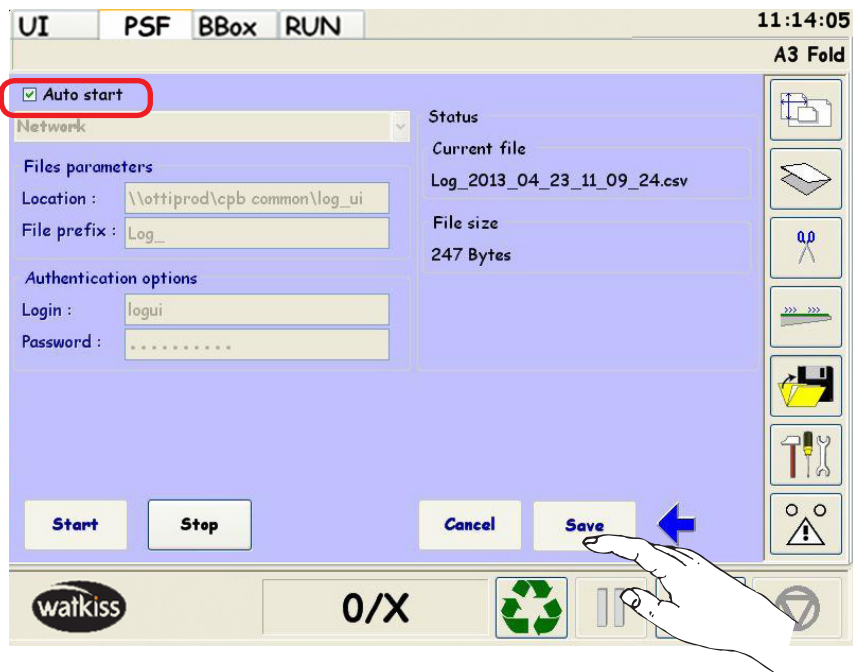 UI PSF BBox RUN 11:14:05
A3 Fold
Auto start
Network
Files parameters
Location : \\ottiprod\cpb common\log_ui
File prefix : Log_
Authentication options
Login : logui
Password : ..........
Status
Current file
Log_2013_04_23_11_09_24.csv
File size
247 Bytes
0,0
Start Stop Cancel Save
watkiss 0/X